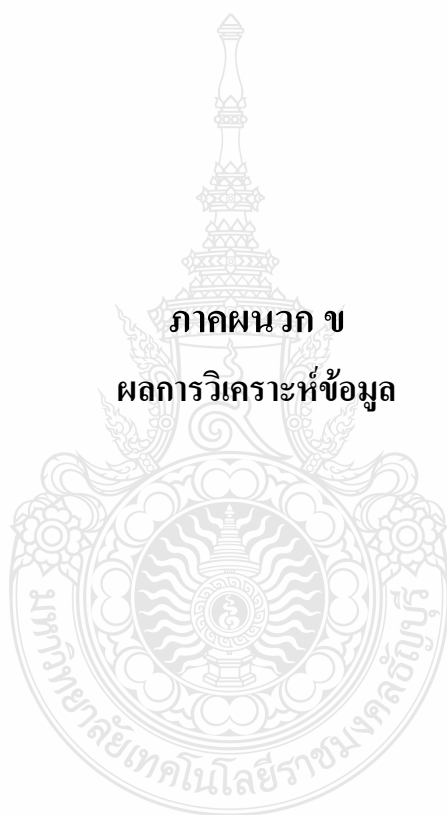 ภาคผนวก ข
ผลการวิเคราะห์ข้อมูล
มหาวิทยาลัยเทคโนโลยีราชมงคลธัญบุรี